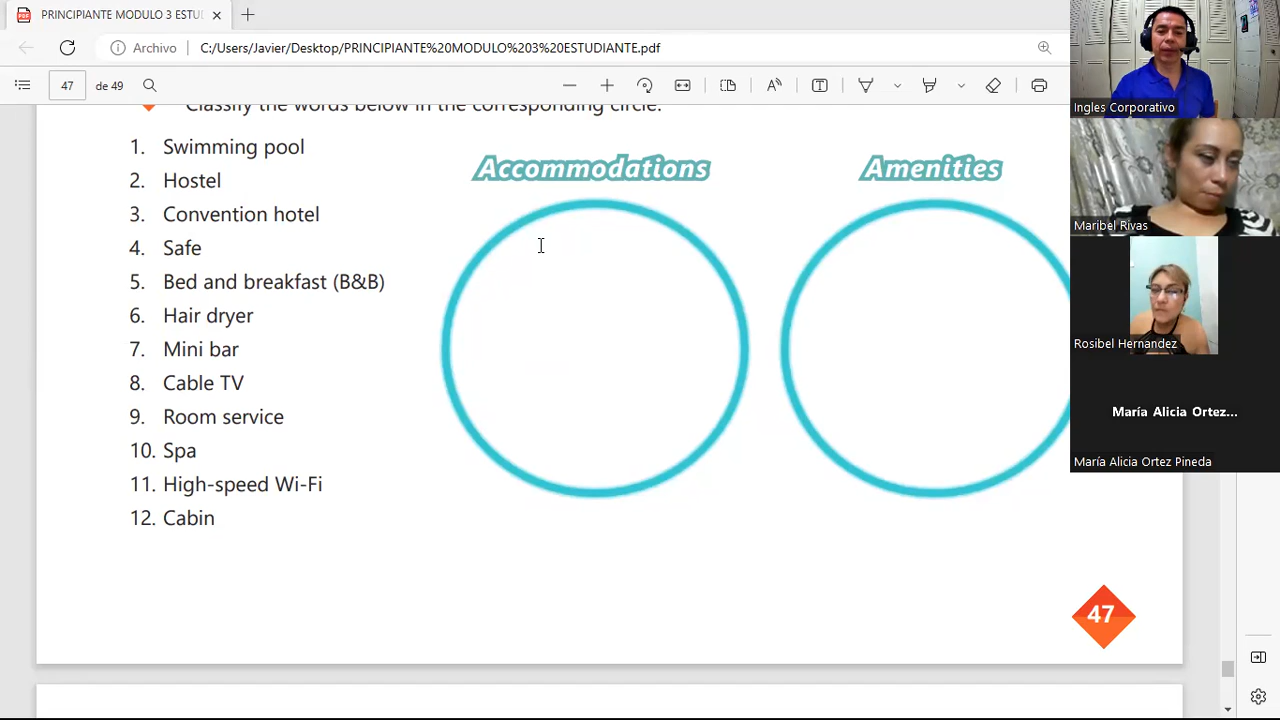 PRINCIPIANTE MODULO 3 ESTU
Archivo
C:/Users/Javier/Desktop/PRINCIPIANTE%20MODULO%203%20ESTUDIANTE.pdf
47 de 49
Classify the words below in the corresponding circle.
1. Swimming pool
2. Hostel
3. Convention hotel
4. Safe
5. Bed and breakfast (B&B)
6. Hair dryer
7. Mini bar
8. Cable TV
9. Room service
10. Spa
11. High-speed Wi-Fi
12. Cabin
Accommodations
Amenities
47
Ingles Corporativo
Maribel Rivas
Rosibel Hernandez
María Alicia Ortez...
María Alicia Ortez Pineda